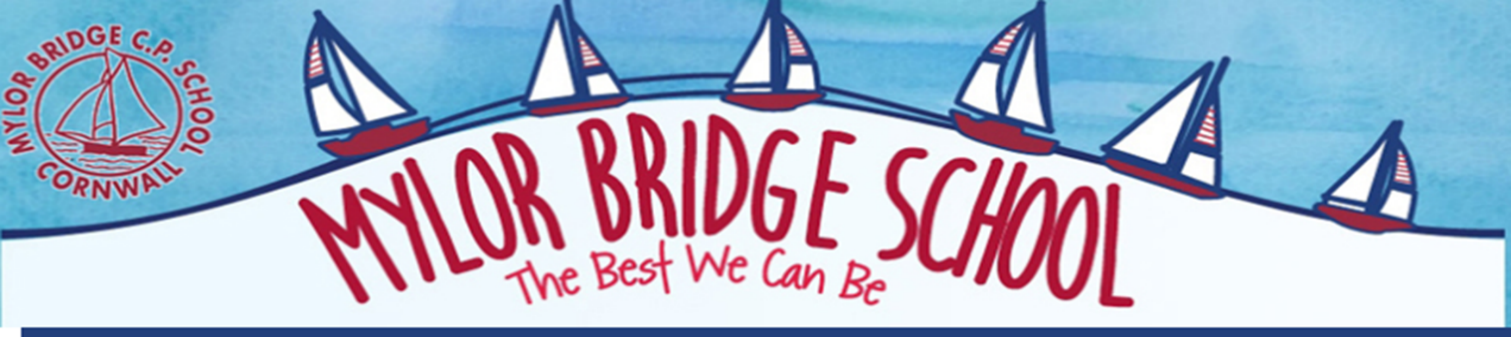 MYLOR BRIDGE C.P. SCHOOL
CORNWALL
MYLOR BRIDGE SCHOOL
The Best We Can Be